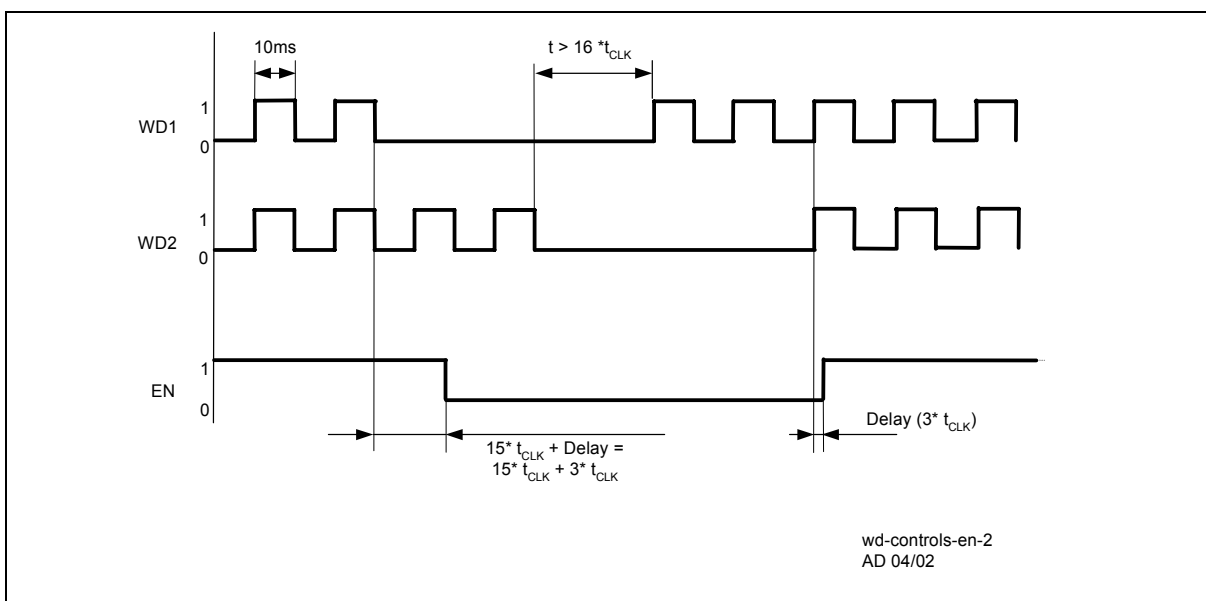 10ms
t > 16 *tCLK
1
WD1
0
1
WD2
0
1
EN
0
Delay (3* tCLK)
15* tCLK + Delay =
15* tCLK + 3* tCLK
wd-controls-en-2
AD 04/02